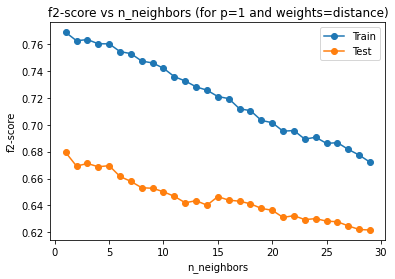 f2-score vs n_neighbors (for p=1 and weights=distance)
Train
Test
0.76
0.74
0.72
0.70
0.68
0.66
0.64
0.62
f2-score
0 5 10 15 20 25 30
n_neighbors